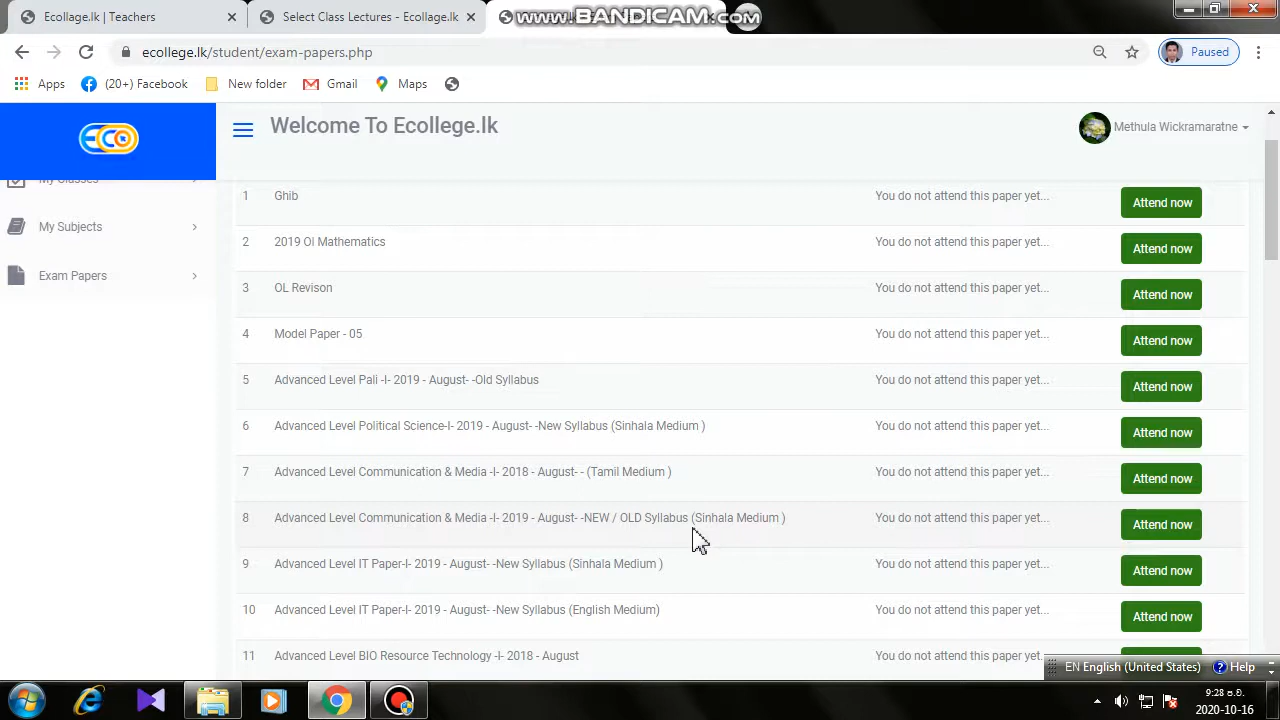 Ecollage.lk | Teachers
Select Class Lectures - Ecollage.lk
www.BANDICAM.com
ecollege.lk/student/exam-papers.php
Paused
Apps
(20+) Facebook
New folder
Gmail
Maps
ECO
Welcome To Ecollege.lk
Methula Wickramaratne
My Classes
My Subjects
Exam Papers
1 Ghib You do not attend this paper yet... Attend now
2 2019 Ol Mathematics You do not attend this paper yet... Attend now
3 OL Revison You do not attend this paper yet... Attend now
4 Model Paper - 05 You do not attend this paper yet... Attend now
5 Advanced Level Pali -I- 2019 - August- -Old Syllabus You do not attend this paper yet... Attend now
6 Advanced Level Political Science-I- 2019 - August- -New Syllabus (Sinhala Medium ) You do not attend this paper yet... Attend now
7 Advanced Level Communication & Media -I- 2018 - August- - (Tamil Medium ) You do not attend this paper yet... Attend now
8 Advanced Level Communication & Media -I- 2019 - August- -NEW / OLD Syllabus (Sinhala Medium ) You do not attend this paper yet... Attend now
9 Advanced Level IT Paper-I- 2019 - August- -New Syllabus (Sinhala Medium ) You do not attend this paper yet... Attend now
10 Advanced Level IT Paper-I- 2019 - August- -New Syllabus (English Medium) You do not attend this paper yet... Attend now
11 Advanced Level BIO Resource Technology -I- 2018 - August
EN English (United States) Help
9:28
2020-10-16